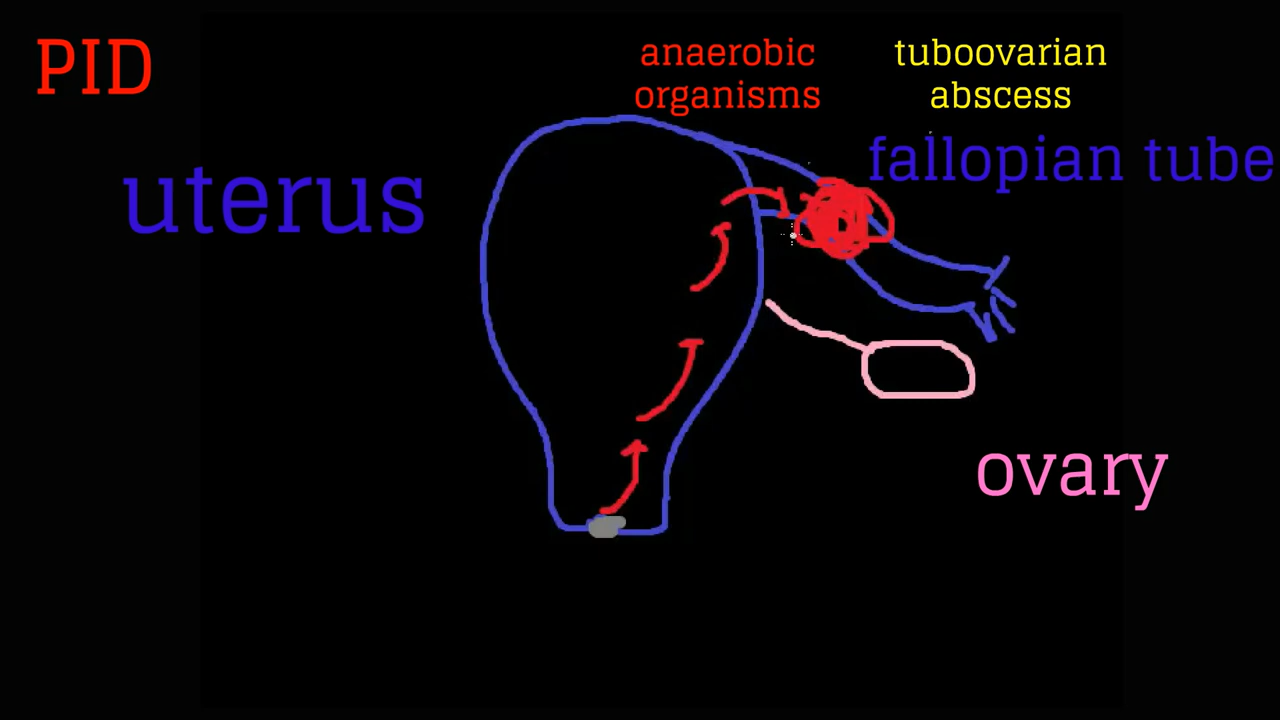 PID
anaerobic
organisms
tuboovarian
abscess
fallopian tube
uterus
ovary